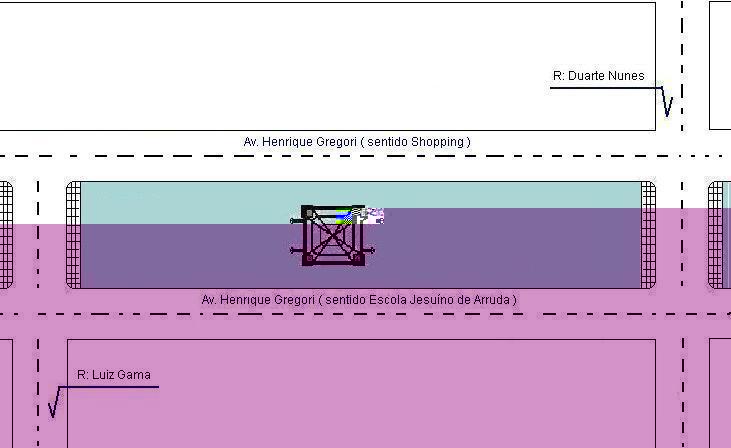 R: Duarte Nunes
Av. Henrique Gregori ( sentido Shopping )
Av. Henrique Gregori ( sentido Escola Jesuíno de Arruda )
R: Luiz Gama